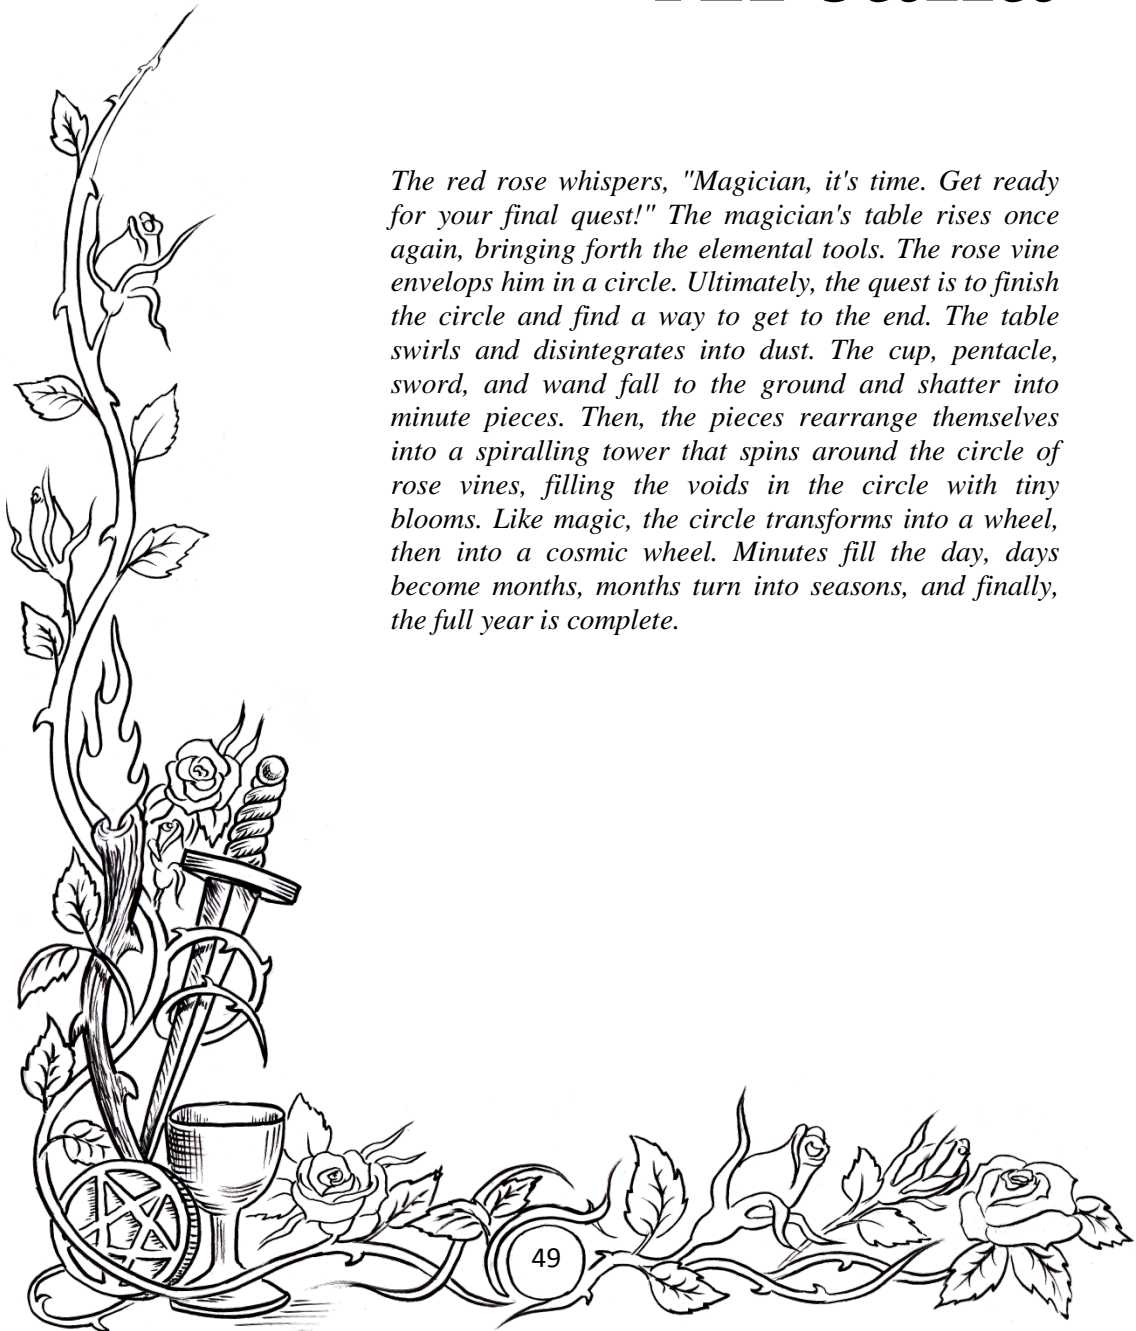 The red rose whispers, "Magician, it's time. Get ready
for your final quest!" The magician's table rises once
again, bringing forth the elemental tools. The rose vine
envelops him in a circle. Ultimately, the quest is to finish
the circle and find a way to get to the end. The table
swirls and disintegrates into dust. The cup, pentacle,
sword, and wand fall to the ground and shatter into
minute pieces. Then, the pieces rearrange themselves
into a spiralling tower that spins around the circle of
rose vines, filling the voids in the circle with tiny
blooms. Like magic, the circle transforms into a wheel,
then into a cosmic wheel. Minutes fill the day, days
become months, months turn into seasons, and finally,
the full year is complete.
49